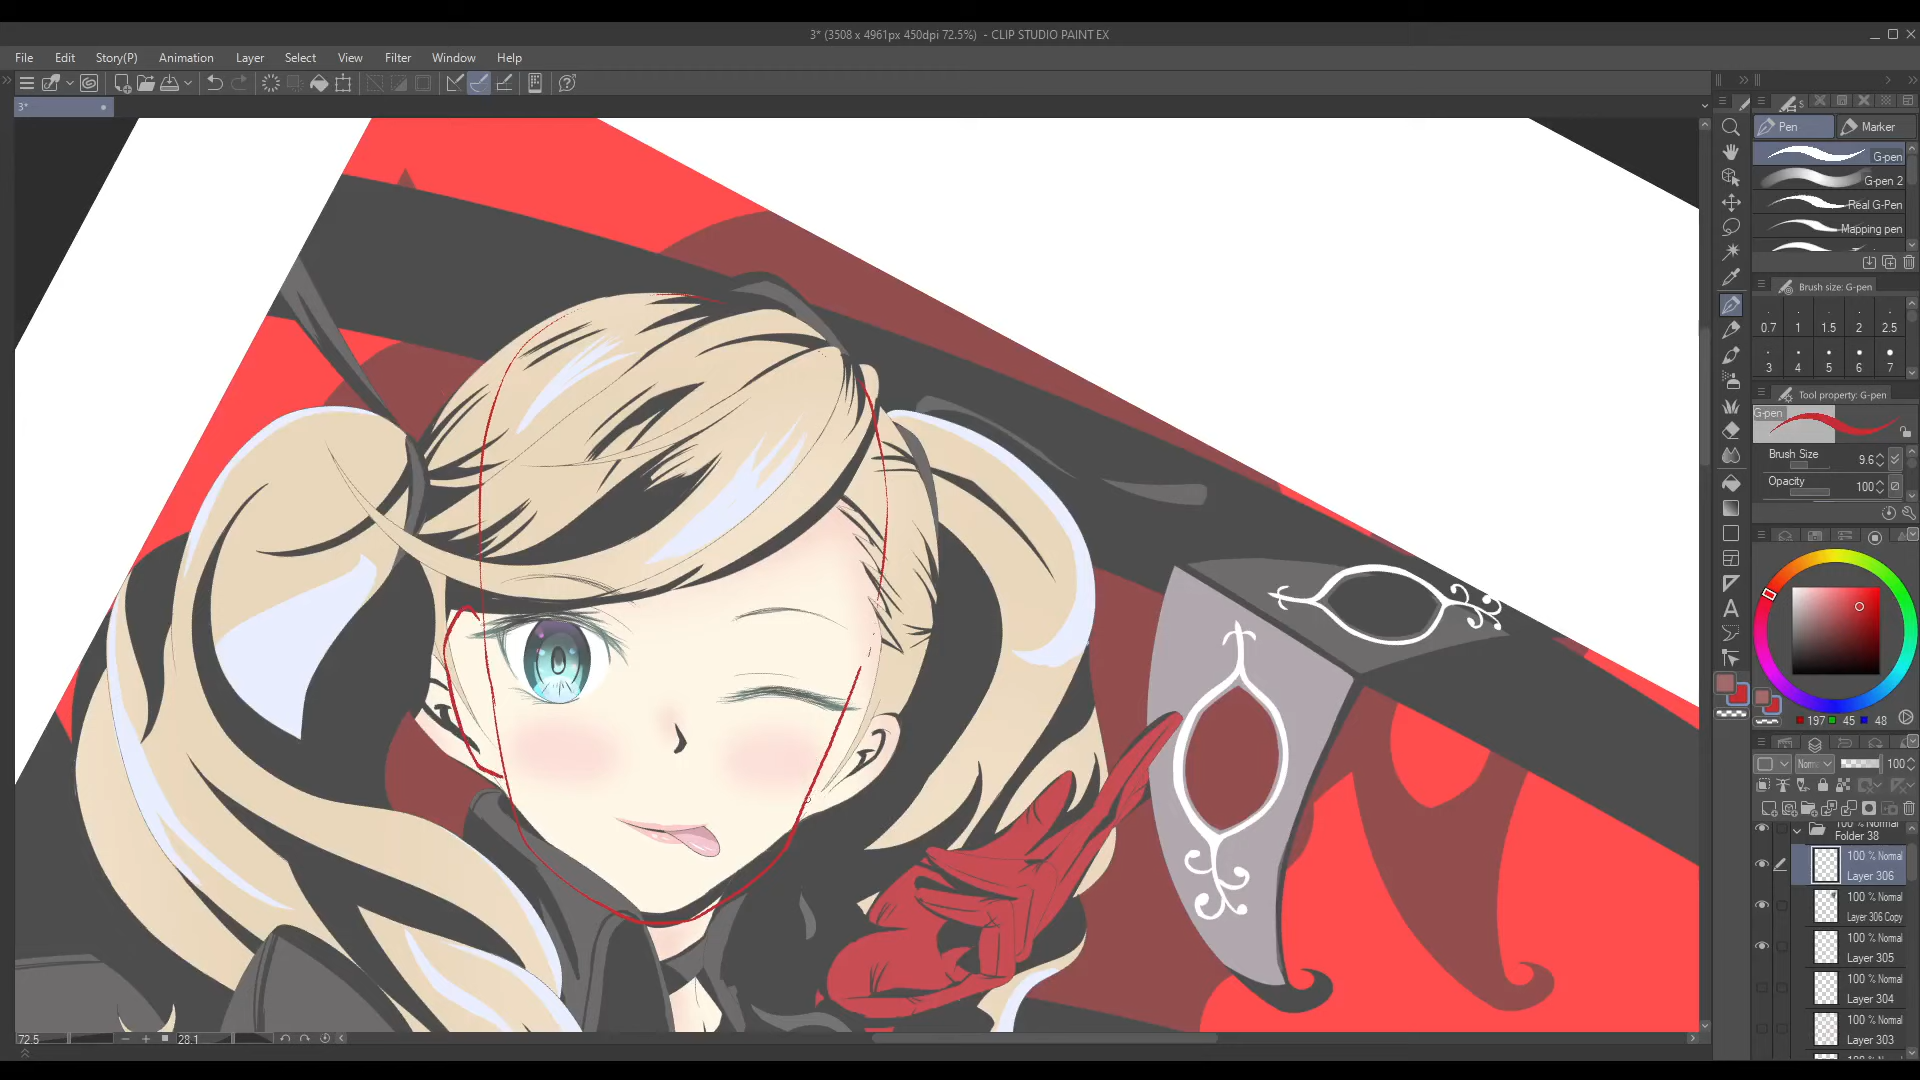 3* (3508 x 4961px 450dpi 72.5%) - CLIP STUDIO PAINT EX
File Edit Story(P) Animation Layer Select View Filter Window Help
3*
S
Pen
Marker
G-pen
G-pen 2
Real G-Pen
Mapping pen
Brush size: G-pen
0.7 1 1.5 2 2.5
3 4 5 6 7
Tool property: G-pen
G-pen
Brush Size 9.6
Opacity 100
197 45 48
Norm 100
100 % Normal
Folder 38
100 % Normal
Layer 306
100 % Normal
Layer 306 Copy
100 % Normal
Layer 305
100 % Normal
Layer 304
100 % Normal
Layer 303
72.5
28.1